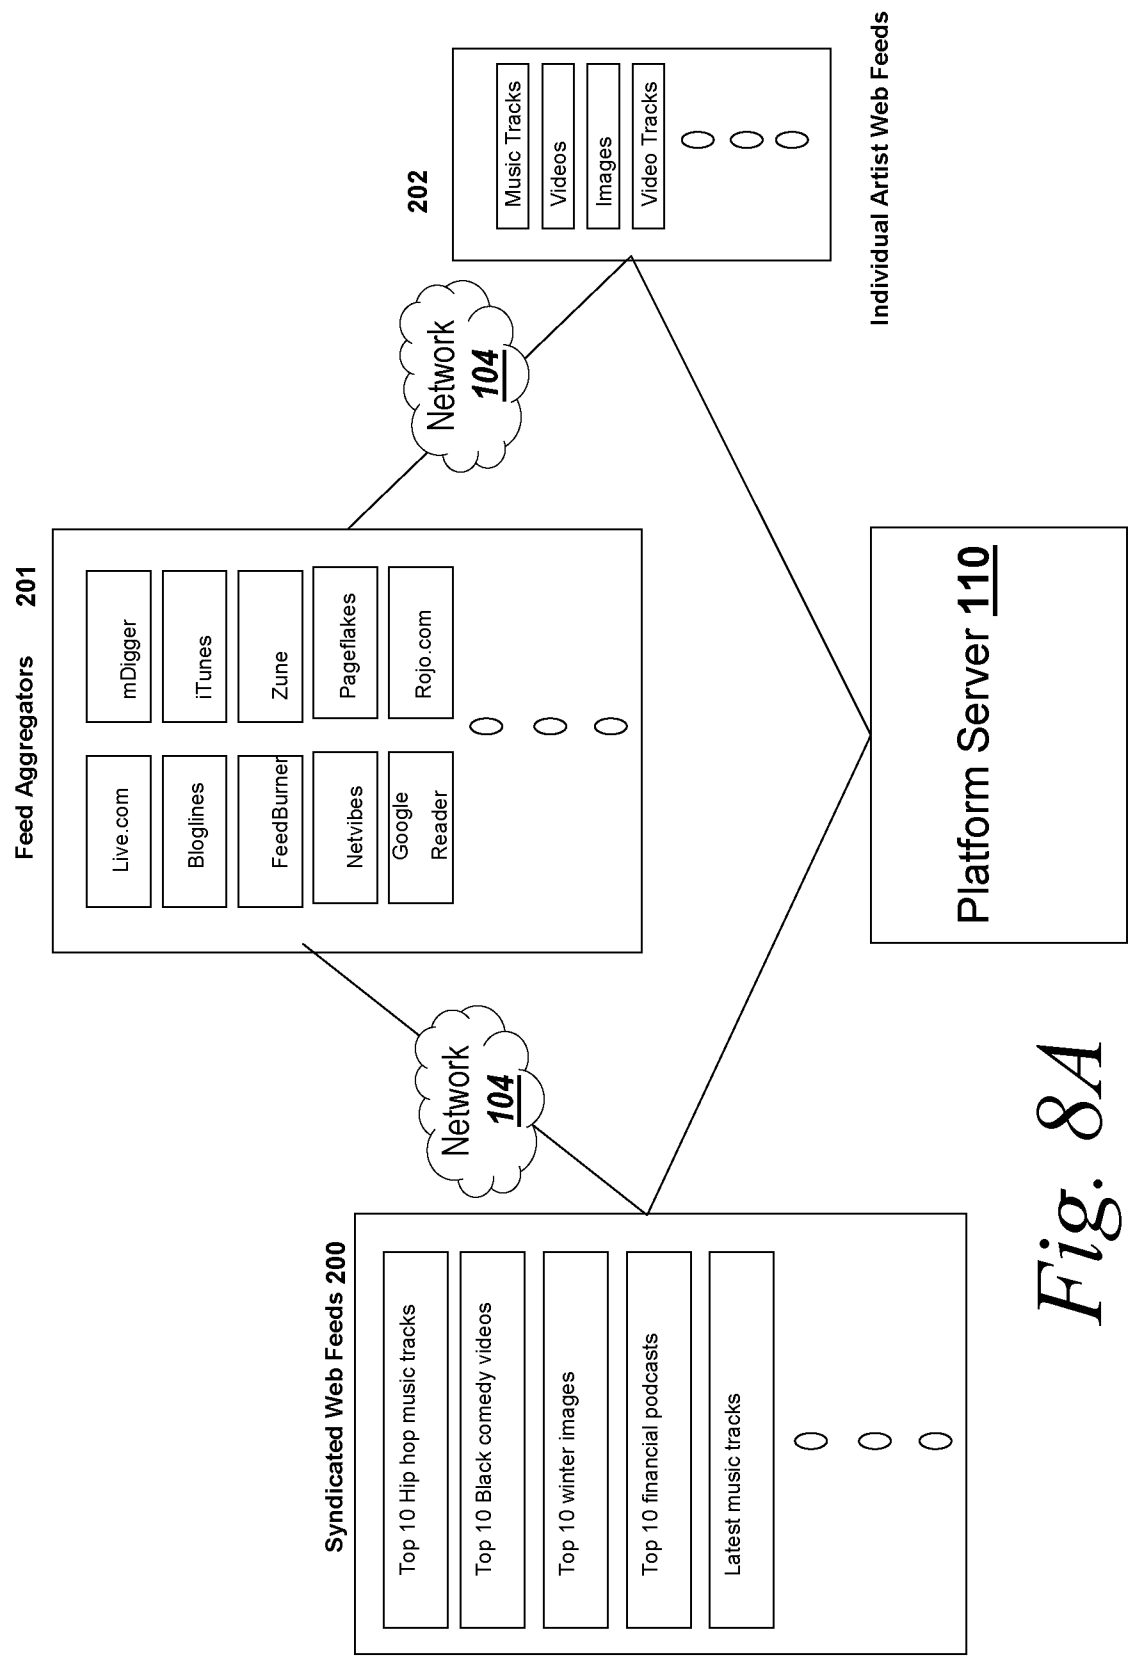 Feed Aggregators 201
Live.com
mDigger
Bloglines
iTunes
FeedBurner
Zune
Netvibes
Pageflakes
Google
Reader
Rojo.com
Syndicated Web Feeds 200
Top 10 Hip hop music tracks
Top 10 Black comedy videos
Top 10 winter images
Top 10 financial podcasts
Latest music tracks
Network
104
Network
104
202
Music Tracks
Videos
Images
Video Tracks
Individual Artist Web Feeds
Platform Server 110
Fig. 8A